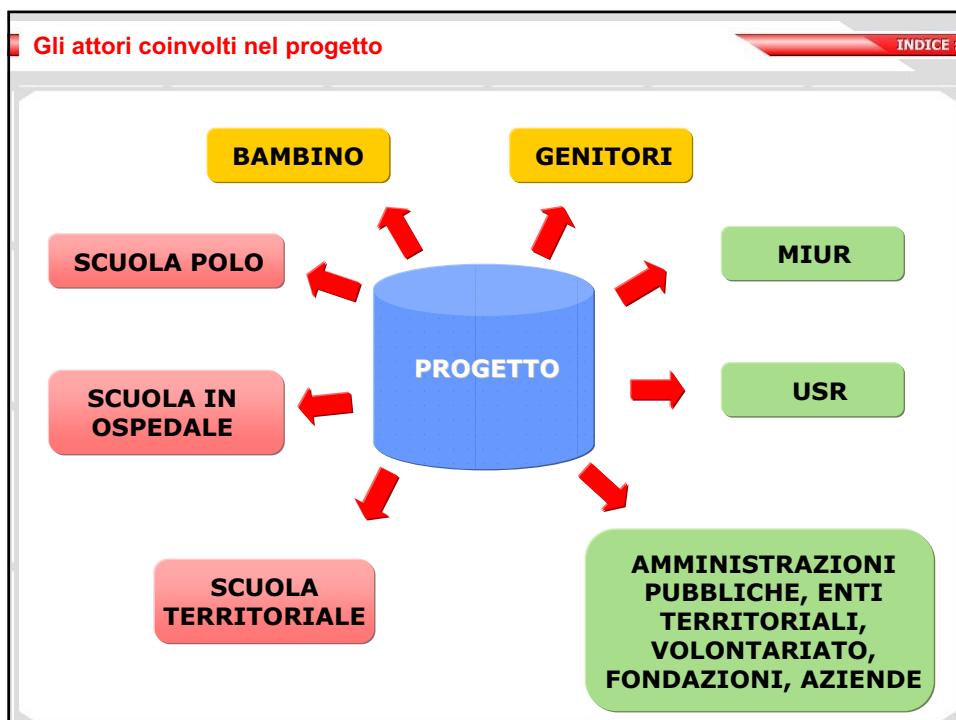 Gli attori coinvolti nel progetto
INDICE
BAMBINO
GENITORI
SCUOLA POLO
MIUR
PROGETTO
SCUOLA IN
OSPEDALE
USR
SCUOLA
TERRITORIALE
AMMINISTRAZIONI
PUBBLICHE, ENTI
TERRITORIALI,
VOLONTARIATO,
FONDAZIONI, AZIENDE